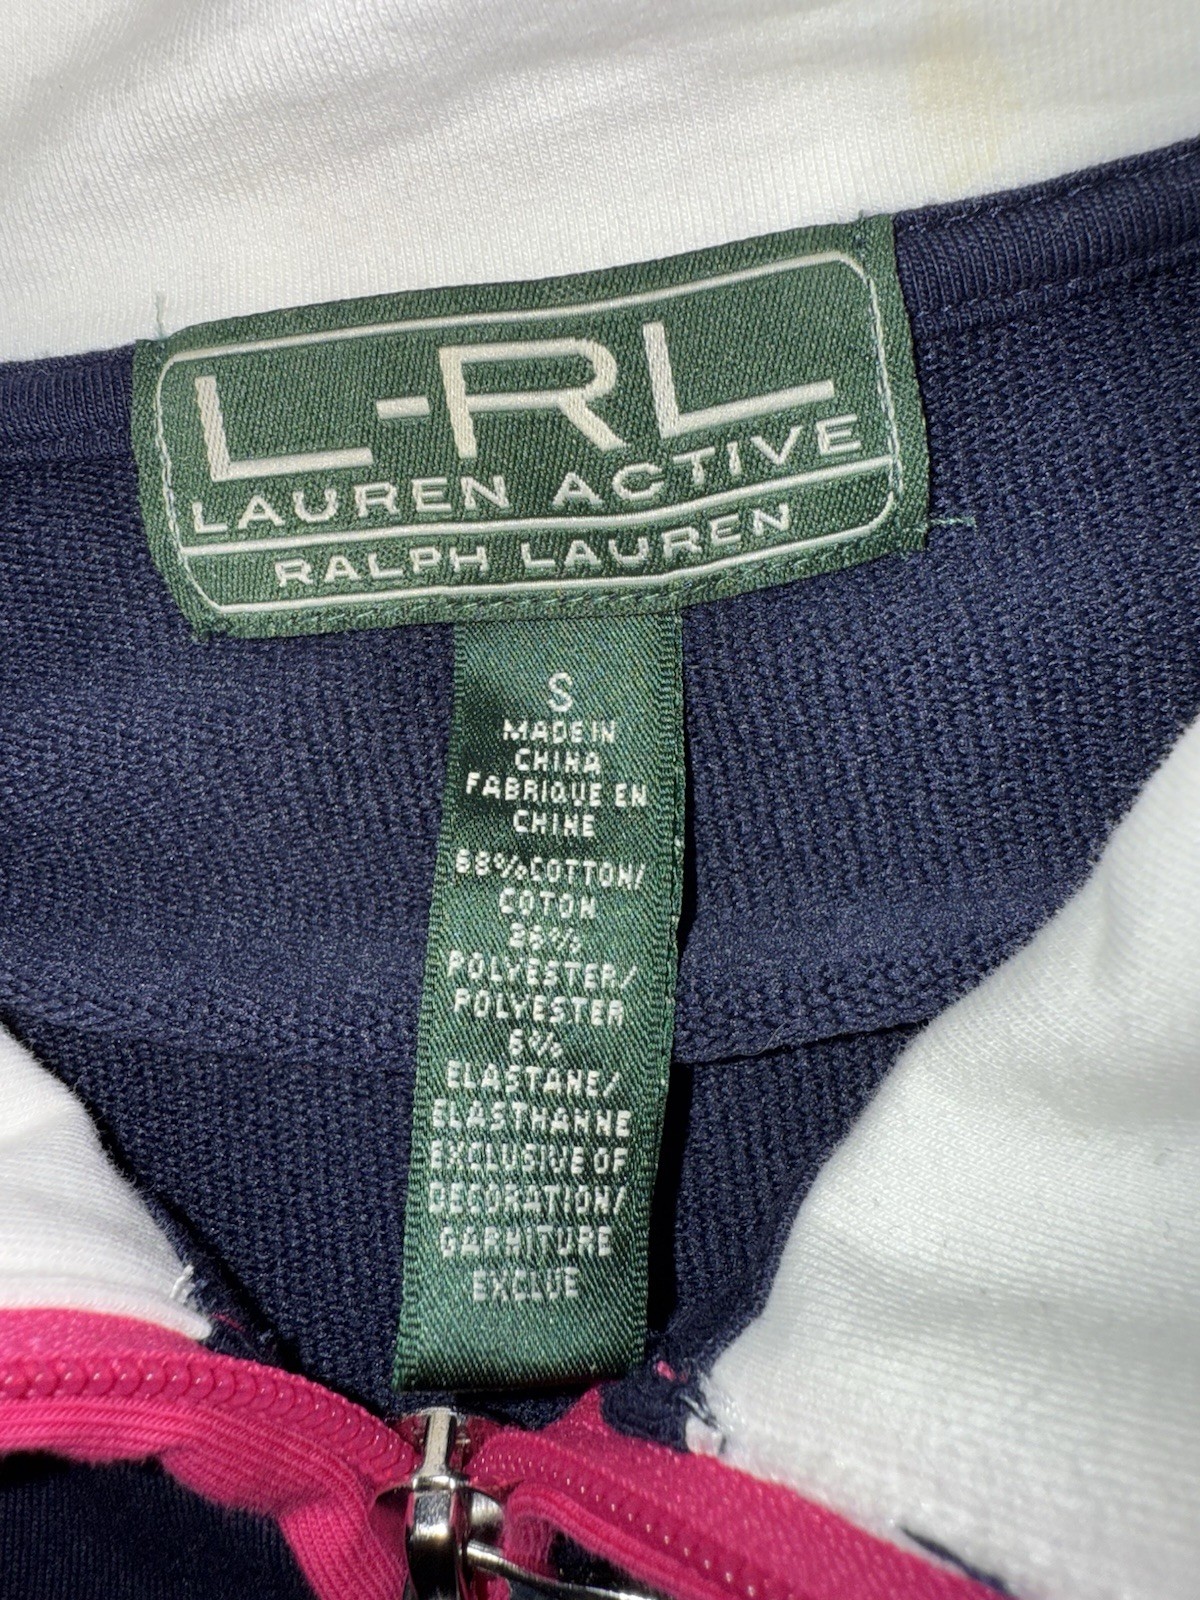 L-RL
LAUREN ACTIVE
RALPH LAUREN
S
MADE IN
CHINA
FABRIQUE EN
CHINE
68%COTTON/
COTON
26%
POLYESTER/
POLYESTER
6%
ELASTANE/
ELASTHANNE
EXCLUSIVE OF
DECORATION/
GARNITURE
EXCLUE